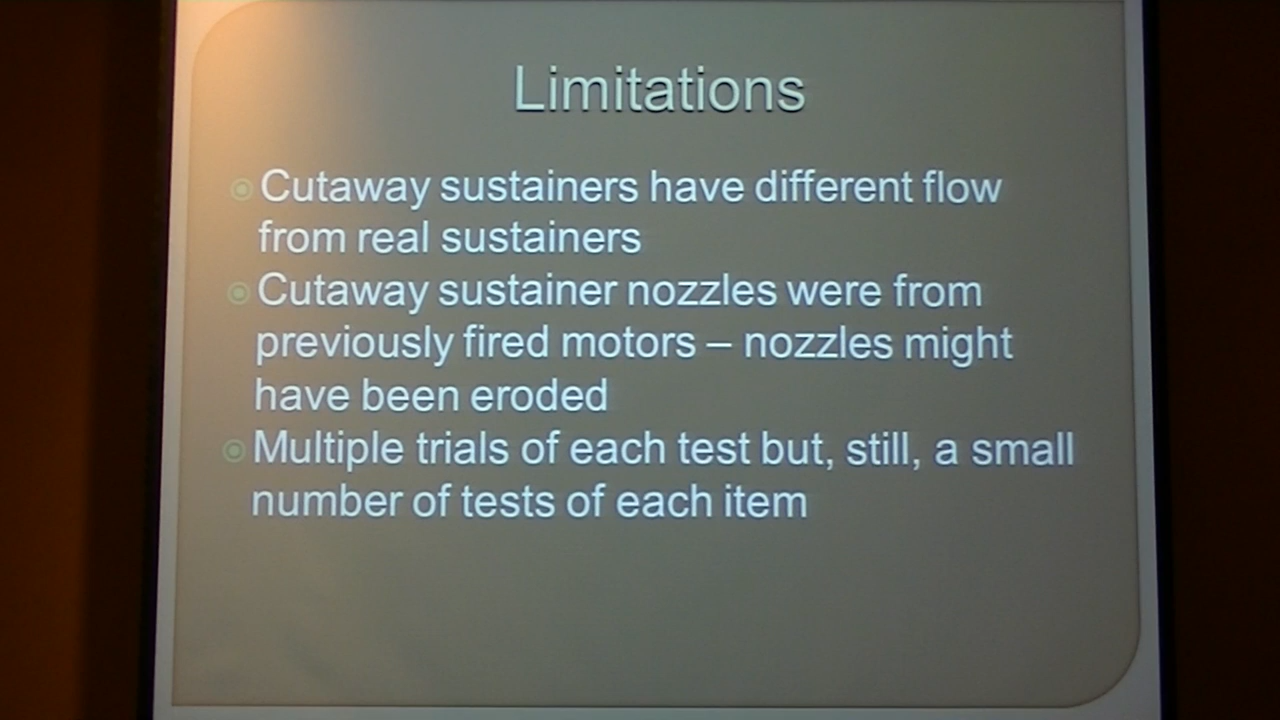 Limitations
Cutaway sustainers have different flow
from real sustainers
Cutaway sustainer nozzles were from
previously fired motors – nozzles might
have been eroded
Multiple trials of each test but, still, a small
number of tests of each item